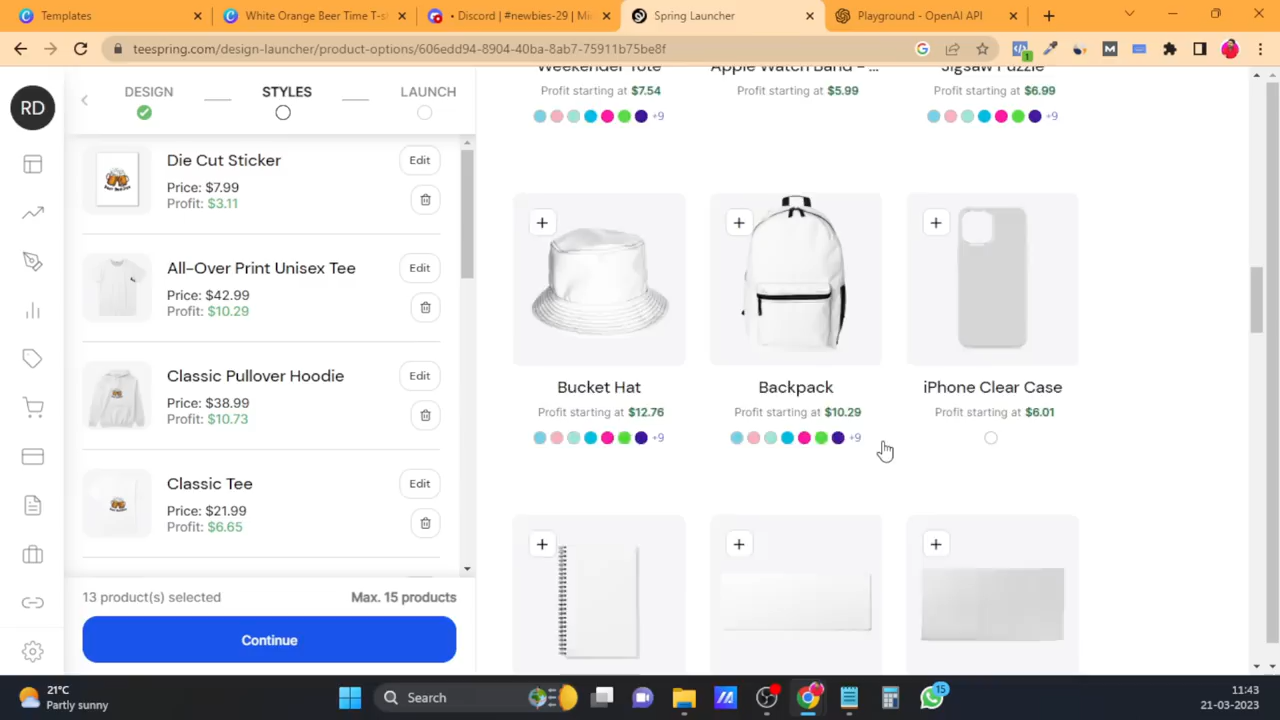 Templates
White Orange Beer Time T-s
• Discord | #newbies-29 | Mi
Spring Launcher
Playground - OpenAI API
teespring.com/design-launcher/product-options/606edd94-8904-40ba-8ab7-75911b75be8f
RD
DESIGN
STYLES
LAUNCH
Die Cut Sticker
Edit
Price: $7.99
Profit: $3.11
All-Over Print Unisex Tee
Edit
Price: $42.99
Profit: $10.29
Classic Pullover Hoodie
Edit
Price: $38.99
Profit: $10.73
Classic Tee
Edit
Price: $21.99
Profit: $6.65
13 product(s) selected
Max. 15 products
Continue
Weekender Tote
Apple Watch Band - ...
Jigsaw Puzzle
Profit starting at $7.54
Profit starting at $5.99
Profit starting at $6.99
+9
+9
Bucket Hat
Backpack
iPhone Clear Case
Profit starting at $12.76
Profit starting at $10.29
Profit starting at $6.01
+9
+9
21°C
Partly sunny
Search
15
11:43
21-03-2023